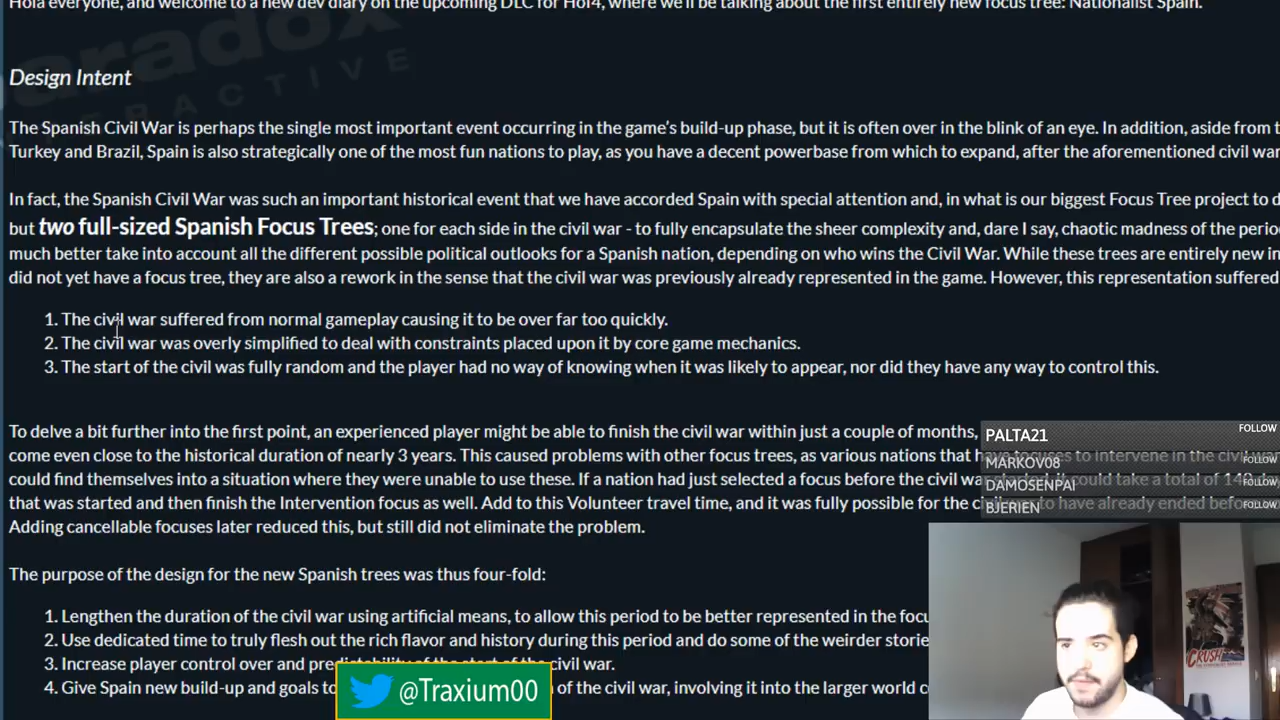 Hola everyone, and welcome to a new dev diary on the upcoming DLC for HoI4, where we'll be talking about the first entirely new focus tree: Nationalist Spain.
paradox
Design Intent
The Spanish Civil War is perhaps the single most important event occurring in the game's build-up phase, but it is often over in the blink of an eye. In addition, aside from
Turkey and Brazil, Spain is also strategically one of the most fun nations to play, as you have a decent powerbase from which to expand, after the aforementioned civil war
In fact, the Spanish Civil War was such an important historical event that we have accorded Spain with special attention and, in what is our biggest Focus Tree project to
but two full-sized Spanish Focus Trees; one for each side in the civil war - to fully encapsulate the sheer complexity and, dare I say, chaotic madness of the
much better take into account all the different possible political outlooks for a Spanish nation, depending on who wins the Civil War. While these trees are entirely new
did not yet have a focus tree, they are also a rework in the sense that the civil war was previously already represented in the game. However, this representation suffered
1. The civil war suffered from normal gameplay causing it to be over far too quickly.
2. The civil war was overly simplified to deal with constraints placed upon it by core game mechanics.
3. The start of the civil was fully random and the player had no way of knowing when it was likely to appear, nor did they have any way to control this.
To delve a bit further into the first point, an experienced player might be able to finish the civil war within just a couple of months,
come even close to the historical duration of nearly 3 years. This caused problems with other focus trees, as various nations that have focuses to intervene in the civil war
could find themselves into a situation where they were unable to use these. If a nation had just selected a focus before the civil could take a total of
that was started and then finish the Intervention focus as well. Add to this Volunteer travel time, and it was fully possible for the to have already ended
Adding cancellable focuses later reduced this, but still did not eliminate the problem.
PALTA21 FOLLOW
MARKOV08 FOLLOW
DAMOSENPAI FOLLOW
BJERIEN FOLLOW
The purpose of the design for the new Spanish trees was thus four-fold:
1. Lengthen the duration of the civil war using artificial means, to allow this period to be better represented in the
2. Use dedicated time to truly flesh out the rich flavor and history during this period and do some of the weirder
3. Increase player control over and predictability of the start of the civil war.
4. Give Spain new build-up and goals of the civil war, involving it into the larger world
@Traxium00
CRUSH